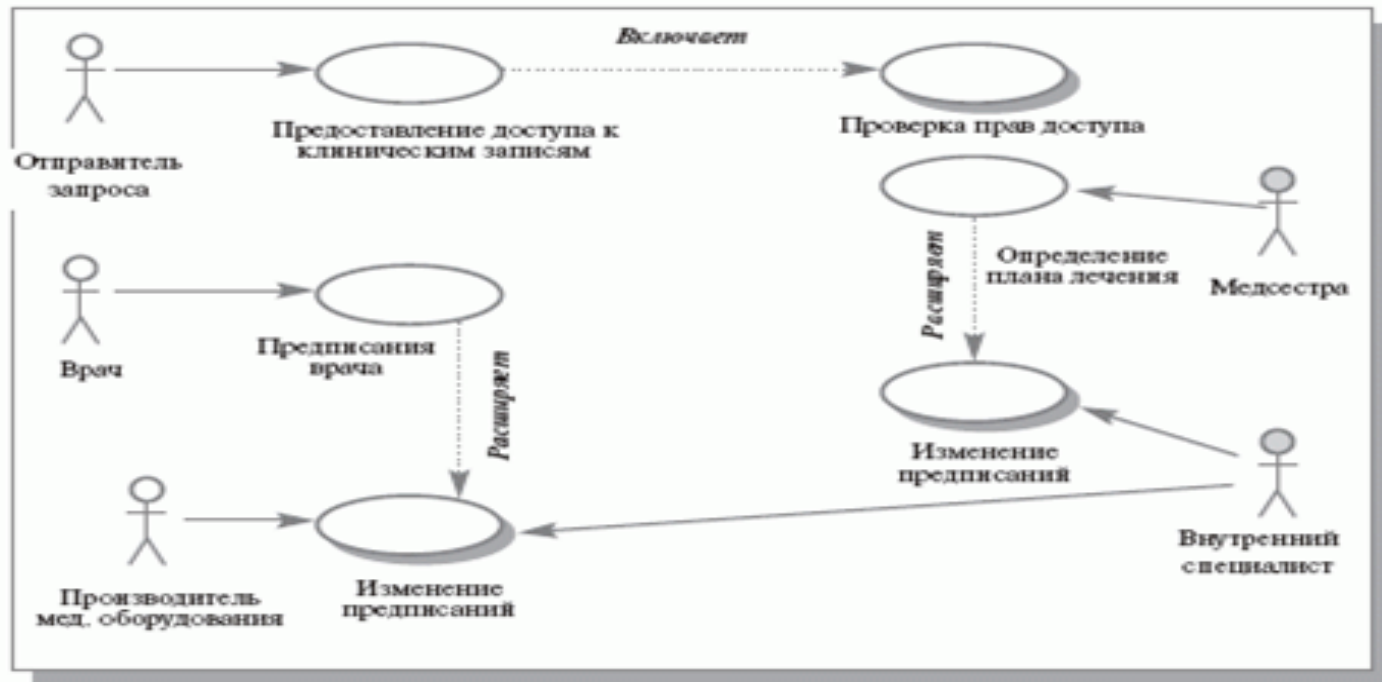 Включает
Предоставление доступа к
клиническим записям
Проверка прав доступа
Отправитель
запроса
Расширяет
Определение
плана лечения
Медсестра
Предписания
врача
Врач
Расширяет
Изменение
предписаний
Изменение
предписаний
Внутренний
специалист
Производитель
мед. оборудования